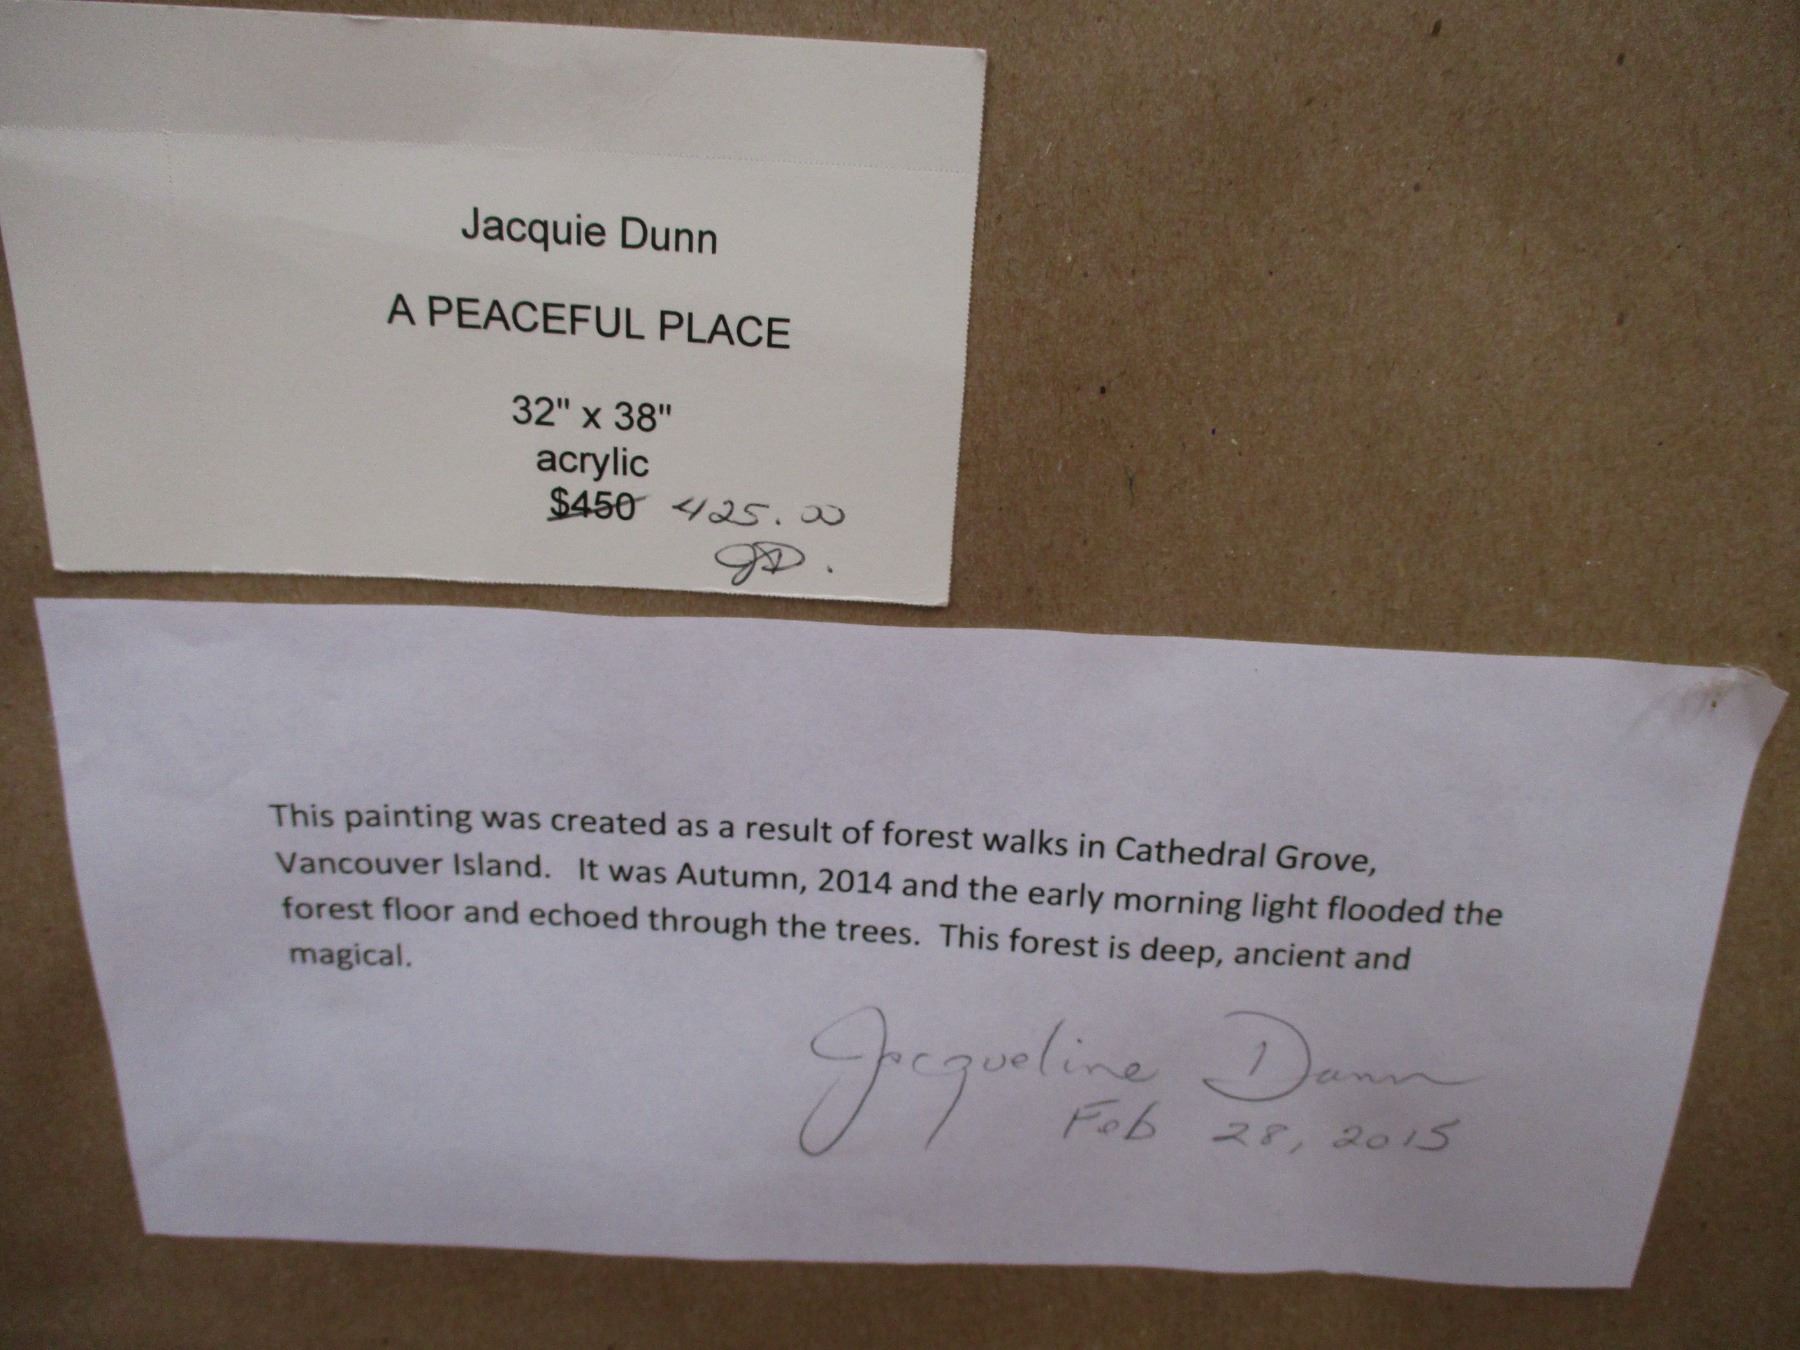 Jacquie Dunn
A PEACEFUL PLACE
32" x 38"
acrylic
$450 425.00
JD.
This painting was created as a result of forest walks in Cathedral Grove,
Vancouver Island. It was Autumn, 2014 and the early morning light flooded the
forest floor and echoed through the trees. This forest is deep, ancient and
magical.
Jacqueline Dunn
Feb 28, 2015